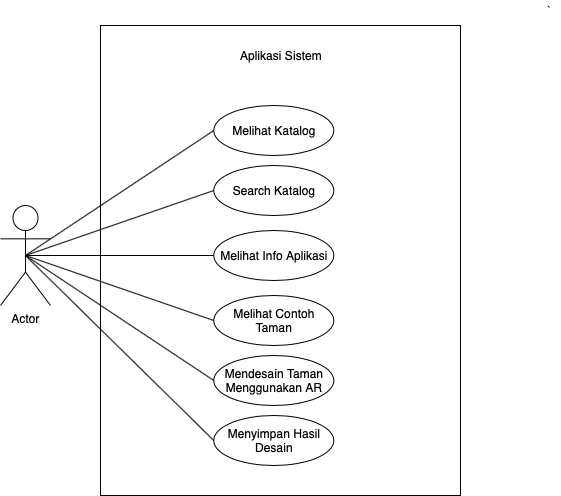 Aplikasi Sistem
Melihat Katalog
Search Katalog
Melihat Info Aplikasi
Melihat Contoh
Taman
Actor
Mendesain Taman
Menggunakan AR
Menyimpan Hasil
Desain